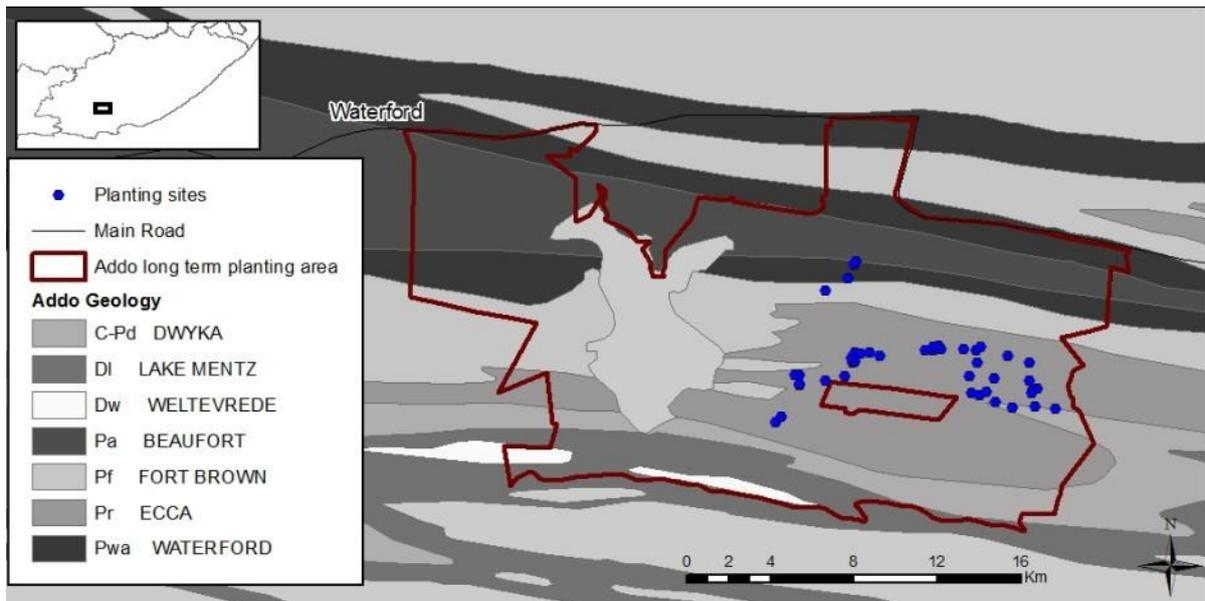 Waterford
Planting sites
Main Road
Addo long term planting area
Addo Geology
C-Pd DWYKA
Dl LAKE MENTZ
Dw WELTEVREDE
Pa BEAUFORT
Pf FORT BROWN
Pr ECCA
Pwa WATERFORD
N
0 2 4 8 12 16
Km